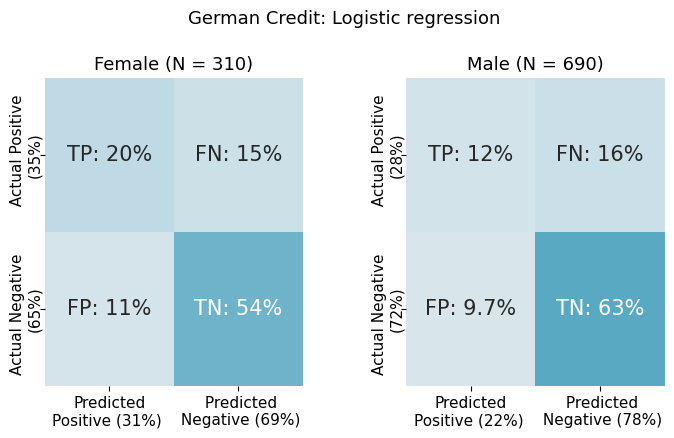 German Credit: Logistic regression
Female (N = 310)
Actual Positive
(35%)
TP: 20%
FN: 15%
Actual Negative
(65%)
FP: 11%
TN: 54%
Predicted
Positive (31%)
Predicted
Negative (69%)
Male (N = 690)
Actual Positive
(28%)
TP: 12%
FN: 16%
Actual Negative
(72%)
FP: 9.7%
TN: 63%
Predicted
Positive (22%)
Predicted
Negative (78%)